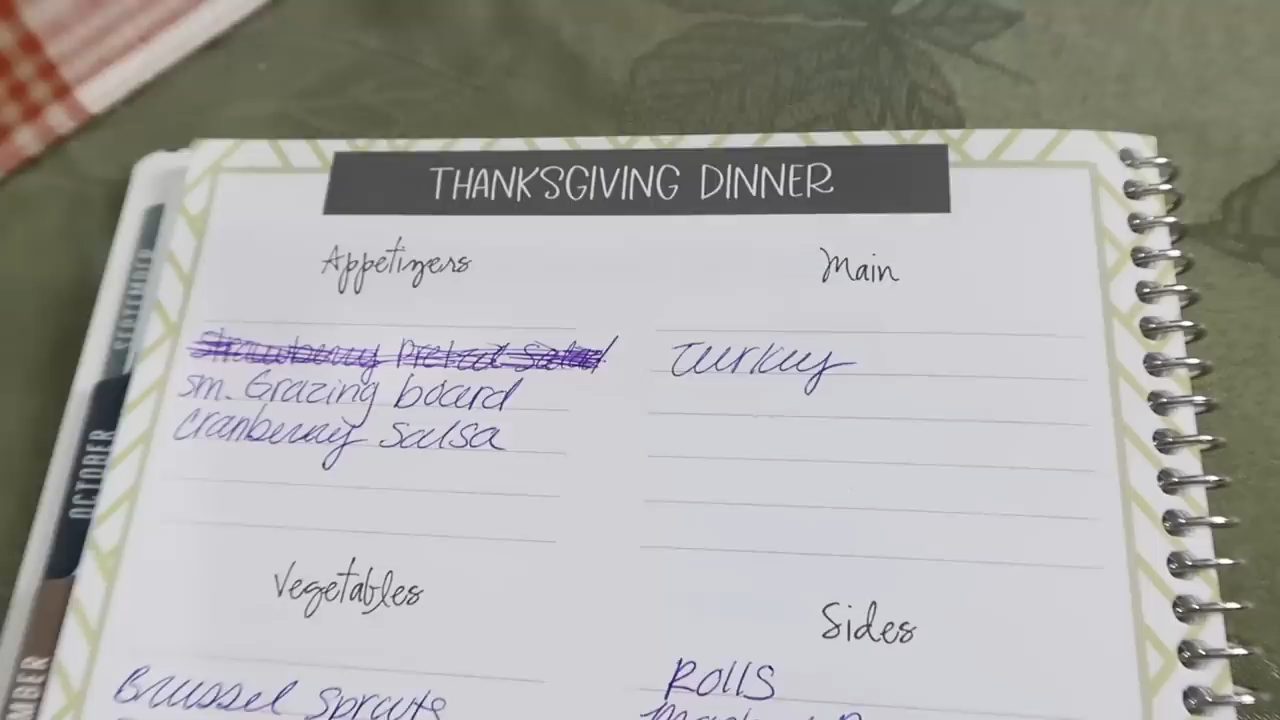 THANKSGIVING DINNER
Appetizers
Main
Strawberry Pretzel Salad
sm. Grazing board
cranberry salsa
Turkey
Vegetables
Sides
Brussel Sprouts
ROLLS
SEPTEMBER
OCTOBER